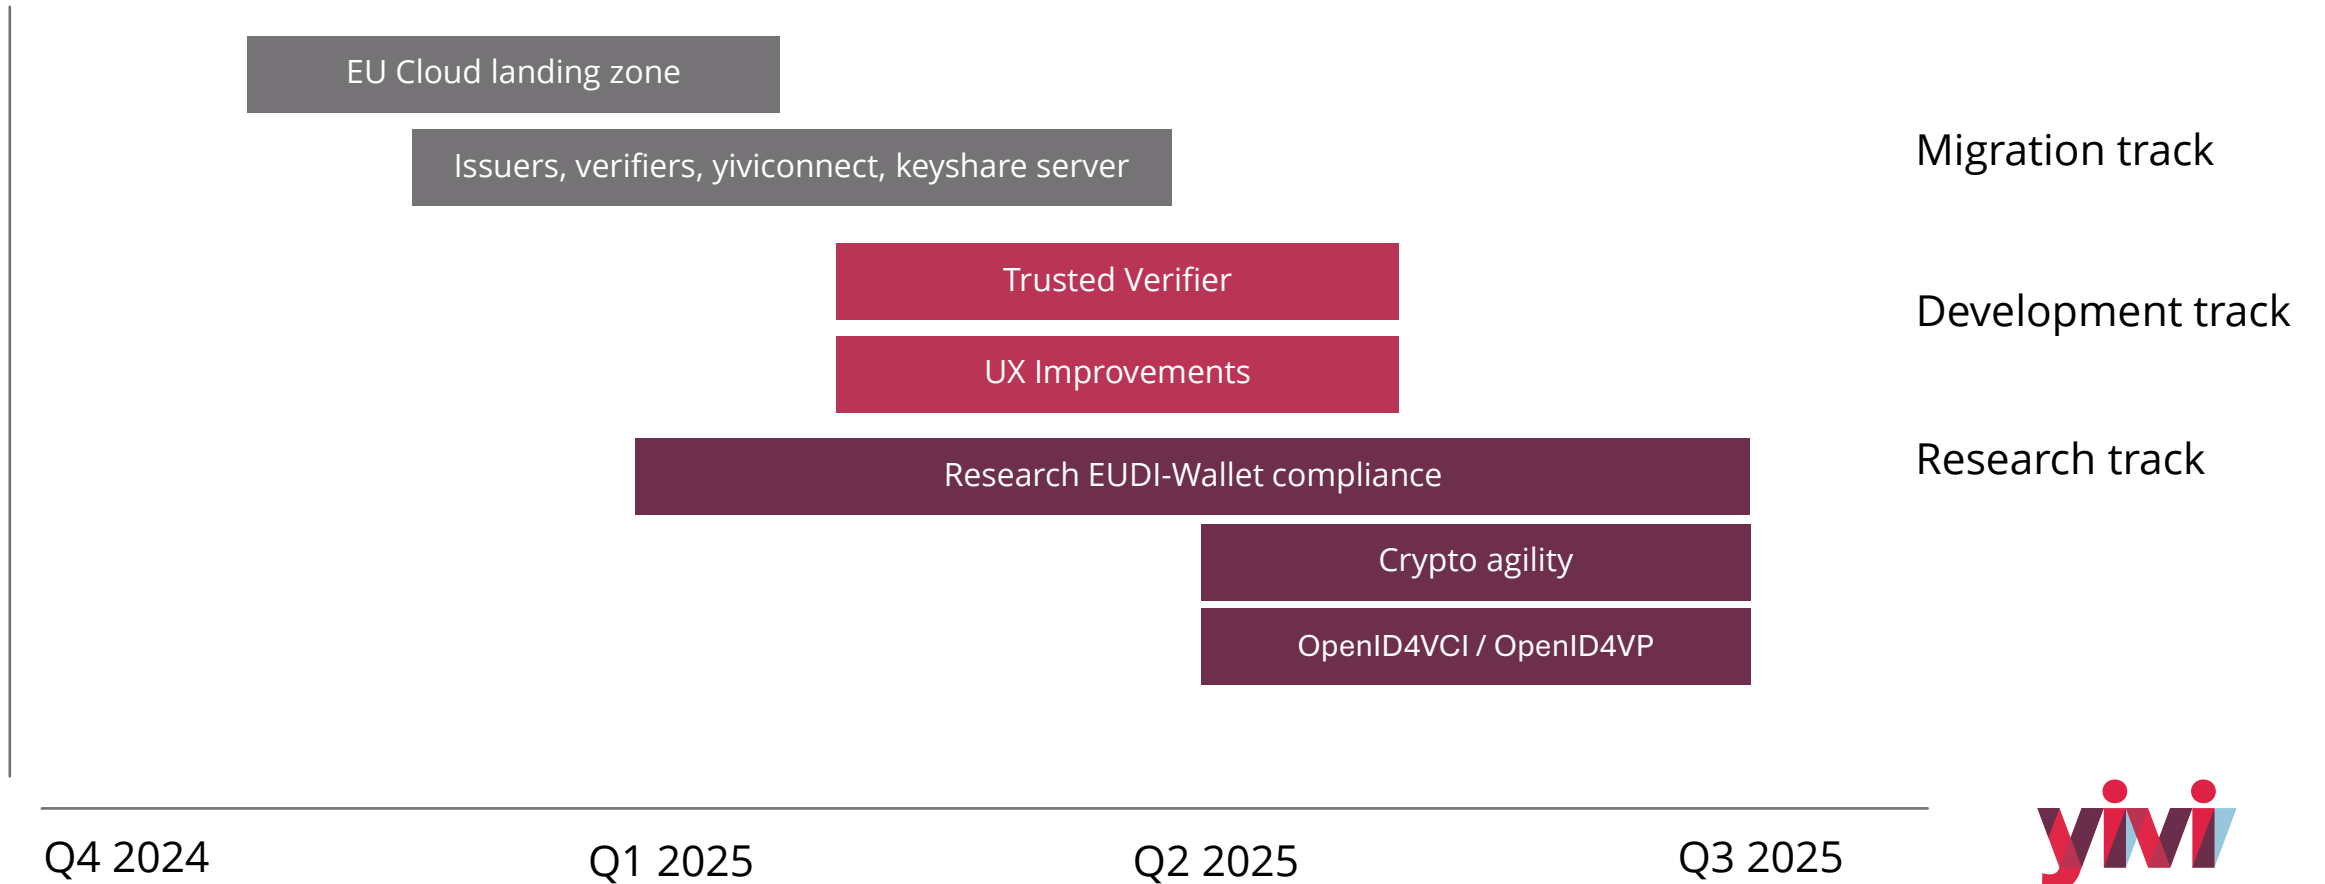 EU Cloud landing zone
Issuers, verifiers, yiviconnect, keyshare server
Migration track
Trusted Verifier
Development track
UX Improvements
Research EUDI-Wallet compliance
Research track
Crypto agility
OpenID4VCI / OpenID4VP
Q4 2024
Q1 2025
Q2 2025
Q3 2025
yivi